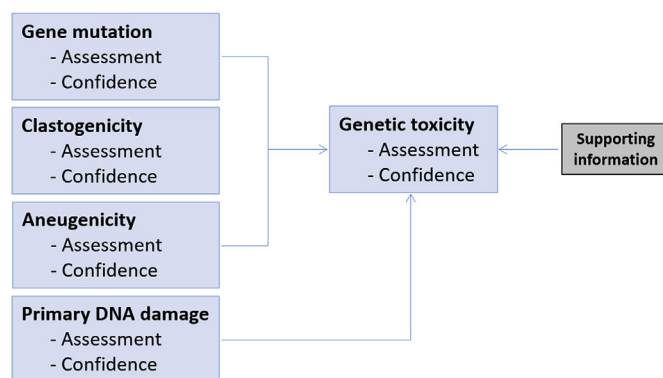 Gene mutation
- Assessment
- Confidence
Clastogenicity
- Assessment
- Confidence
Aneugenicity
- Assessment
- Confidence
Primary DNA damage
- Assessment
- Confidence
Genetic toxicity
- Assessment
- Confidence
Supporting
information